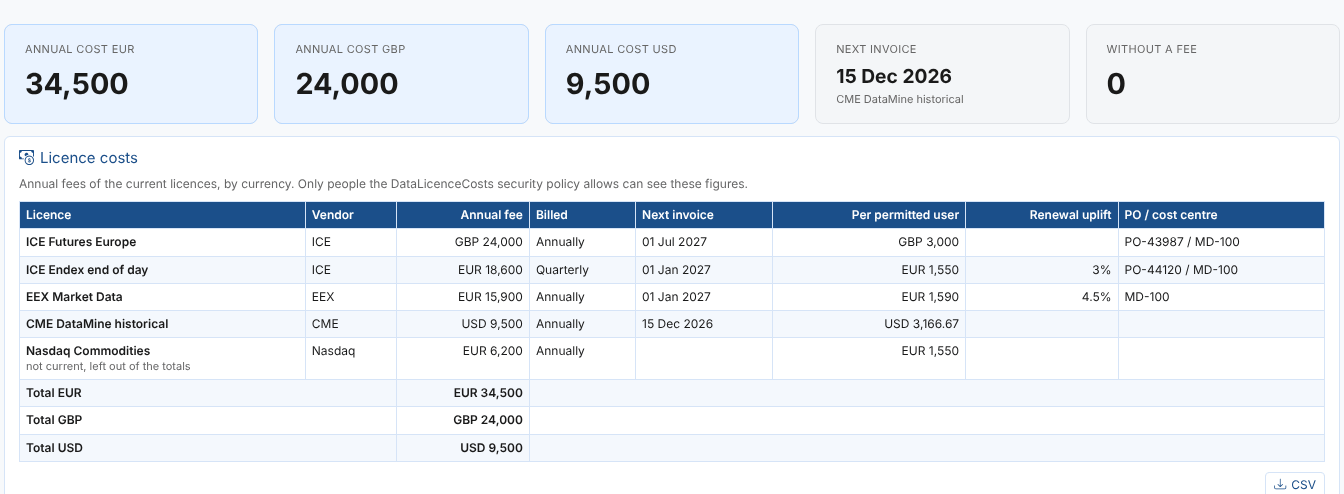 ANNUAL COST EUR
34,500
ANNUAL COST GBP
24,000
ANNUAL COST USD
9,500
NEXT INVOICE
15 Dec 2026
CME DataMine historical
WITHOUT A FEE
0
Licence costs
Annual fees of the current licences, by currency. Only people the DataLicenceCosts security policy allows can see these figures.
Licence Vendor Annual fee Billed Next invoice Per permitted user Renewal uplift PO / cost centre
ICE Futures Europe ICE GBP 24,000 Annually 01 Jul 2027 GBP 3,000 PO-43987 / MD-100
ICE Endex end of day ICE EUR 18,600 Quarterly 01 Jan 2027 EUR 1,550 3% PO-44120 / MD-100
EEX Market Data EEX EUR 15,900 Annually 01 Jan 2027 EUR 1,590 4.5% MD-100
CME DataMine historical CME USD 9,500 Annually 15 Dec 2026 USD 3,166.67
Nasdaq Commodities Nasdaq EUR 6,200 Annually EUR 1,550
not current, left out of the totals
Total EUR EUR 34,500
Total GBP GBP 24,000
Total USD USD 9,500
CSV